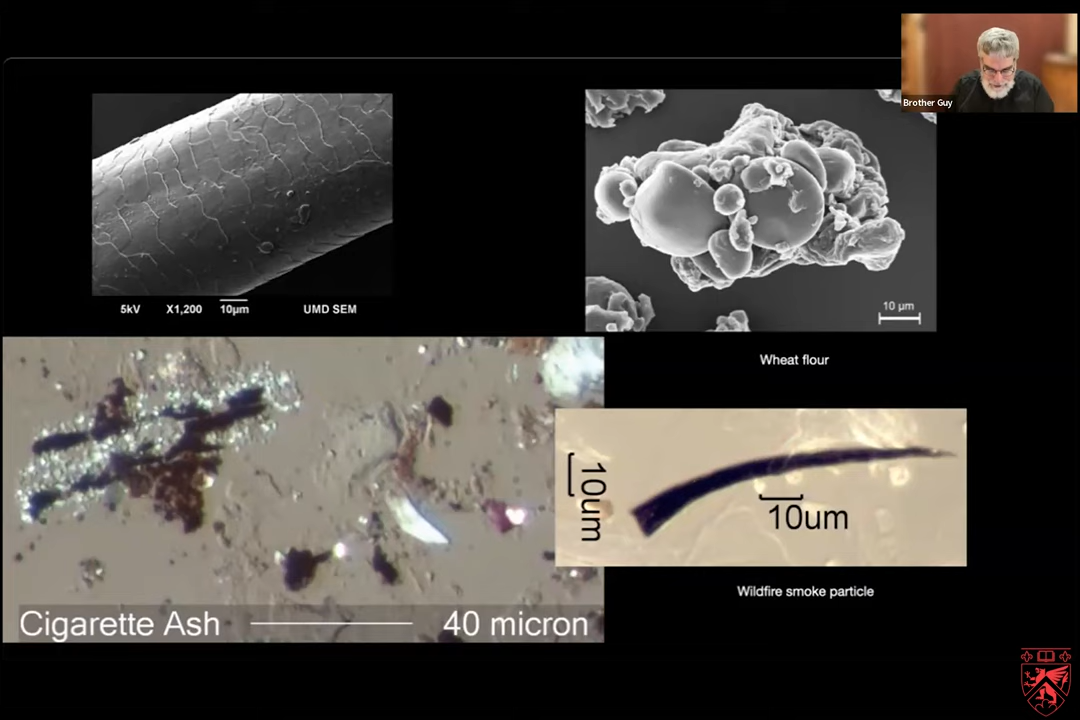 Brother Guy
5kV X1,200 10µm UMD SEM
10 µm
Wheat flour
10um
10um
Wildfire smoke particle
Cigarette Ash 40 micron